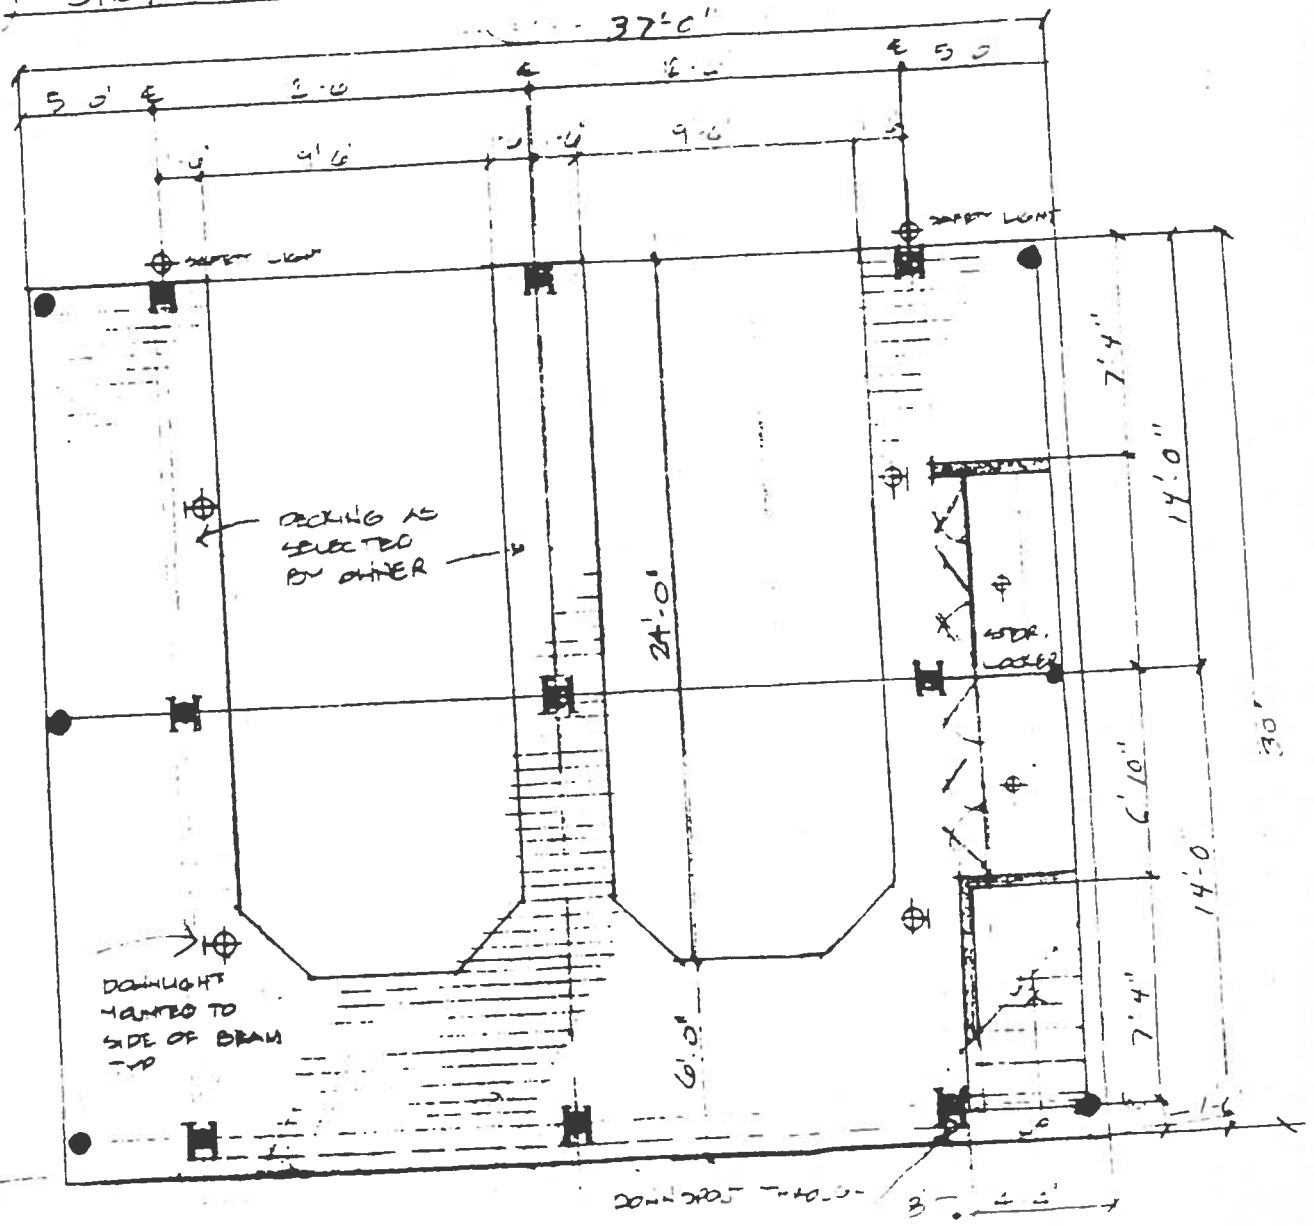 37'-0"
5'-0"
5'-0
9'-6"
9'-6
SAFETY LIGHT
SAFETY LIGHT
7'4"
14'-0"
DECKING AS
SELECTED
BY OWNER
24'-0"
STOR.
LOCKER
30'
6'10"
14'-0
DOWNLIGHT
MOUNTED TO
SIDE OF BEAM
TYP
7'4"
6'-0"
1-6
DOWNSPOUT